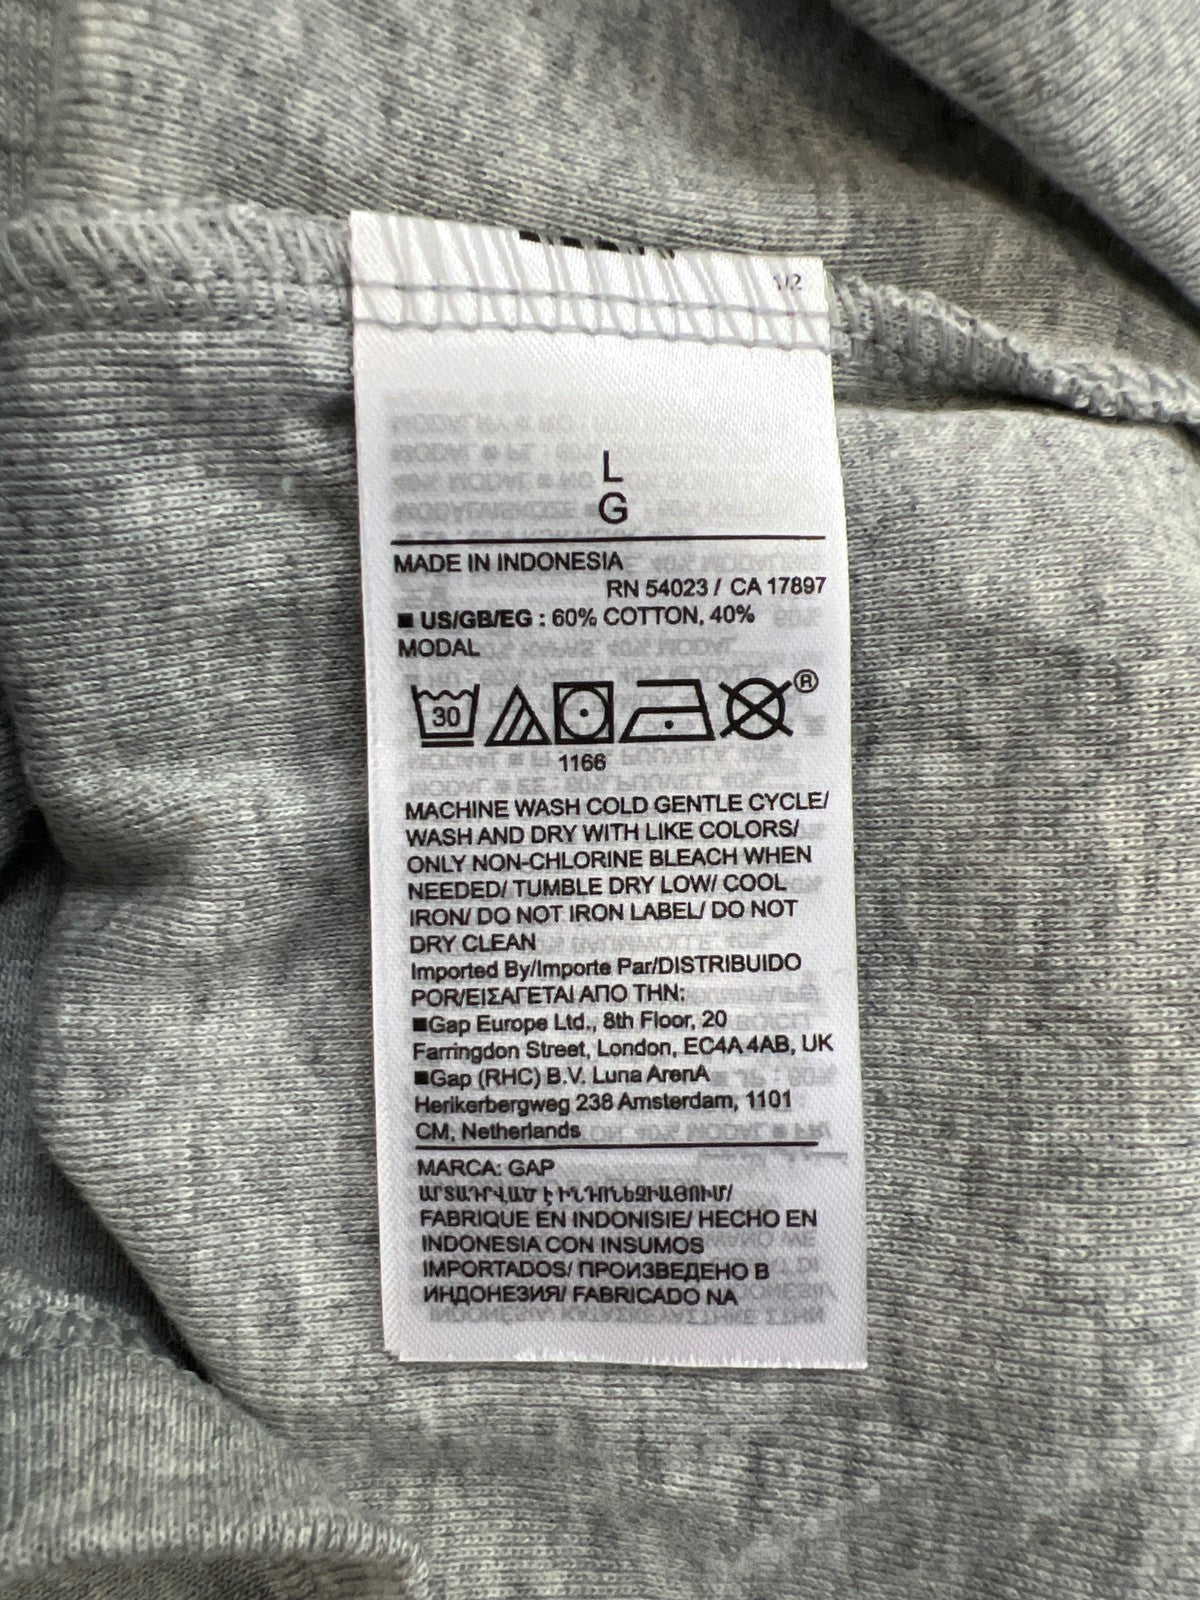 1/2
L
G
MADE IN INDONESIA
RN 54023 / CA 17897
■ US/GB/EG : 60% COTTON, 40%
MODAL
30
®
1166
MACHINE WASH COLD GENTLE CYCLE/
WASH AND DRY WITH LIKE COLORS/
ONLY NON-CHLORINE BLEACH WHEN
NEEDED/ TUMBLE DRY LOW/ COOL
IRON/ DO NOT IRON LABEL/ DO NOT
DRY CLEAN
Imported By/Importe Par/DISTRIBUIDO
POR/ΕΙΣΑΓΕΤΑΙ ΑΠΟ ΤΗΝ:
■Gap Europe Ltd., 8th Floor, 20
Farringdon Street, London, EC4A 4AB, UK
■Gap (RHC) B.V. Luna ArenA
Herikerbergweg 238 Amsterdam, 1101
CM, Netherlands
MARCA: GAP
ԱՐՏԱԴՐՎԱԾ Է ԻՆԴՈՆԵԶԻԱՅՈՒՄ/
FABRIQUE EN INDONISIE/ HECHO EN
INDONESIA CON INSUMOS
IMPORTADOS/ ПРОИЗВЕДЕНО В
ИНДОНЕЗИЯ/ FABRICADO NA